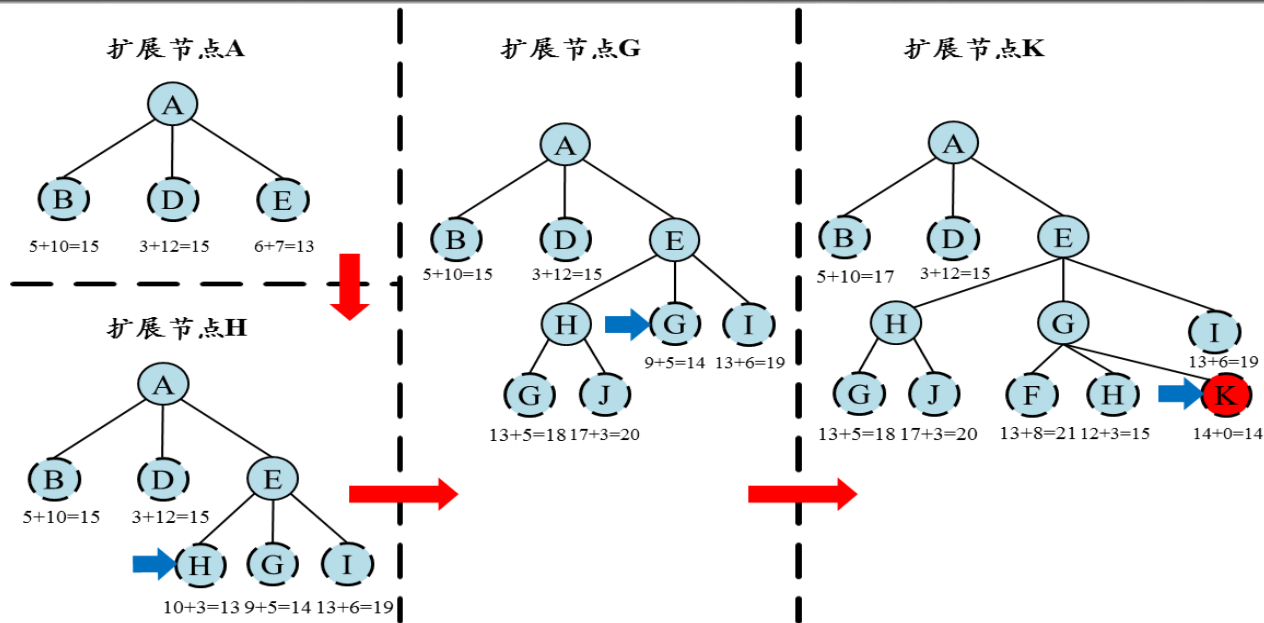 扩展节点A
A
B D E
5+10=15 3+12=15 6+7=13
扩展节点H
A
B D E
5+10=15 3+12=15
H G I
10+3=13 9+5=14 13+6=19
扩展节点G
A
B D E
5+10=15 3+12=15
H G I
9+5=14 13+6=19
G J
13+5=18 17+3=20
扩展节点K
A
B D E
5+10=17 3+12=15
H G I
13+6=19
G J F H K
13+5=18 17+3=20 13+8=21 12+3=15 14+0=14